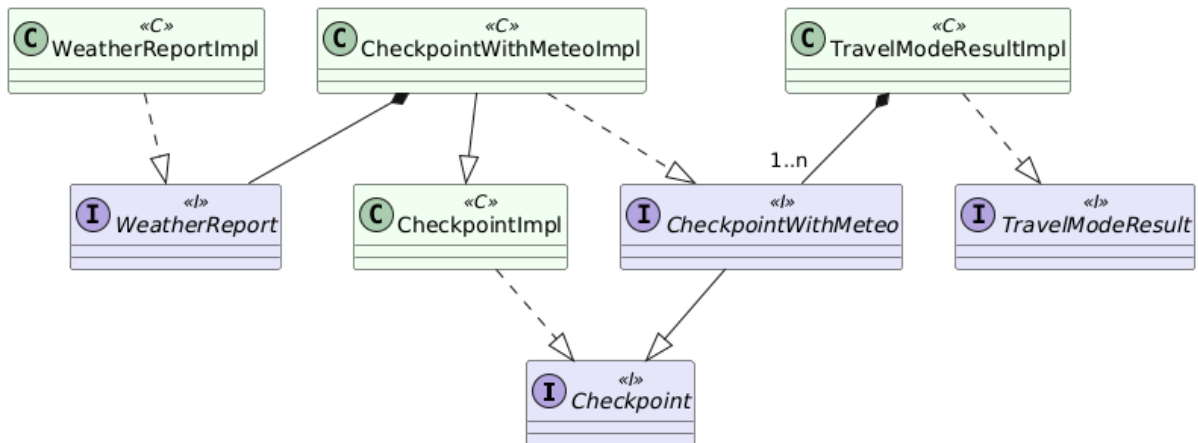 «C»
C WeatherReportImpl
«C»
C CheckpointWithMeteoImpl
«C»
C TravelModeResultImpl
1..n
«I»
I WeatherReport
«C»
C CheckpointImpl
«I»
I CheckpointWithMeteo
«I»
I TravelModeResult
«I»
I Checkpoint